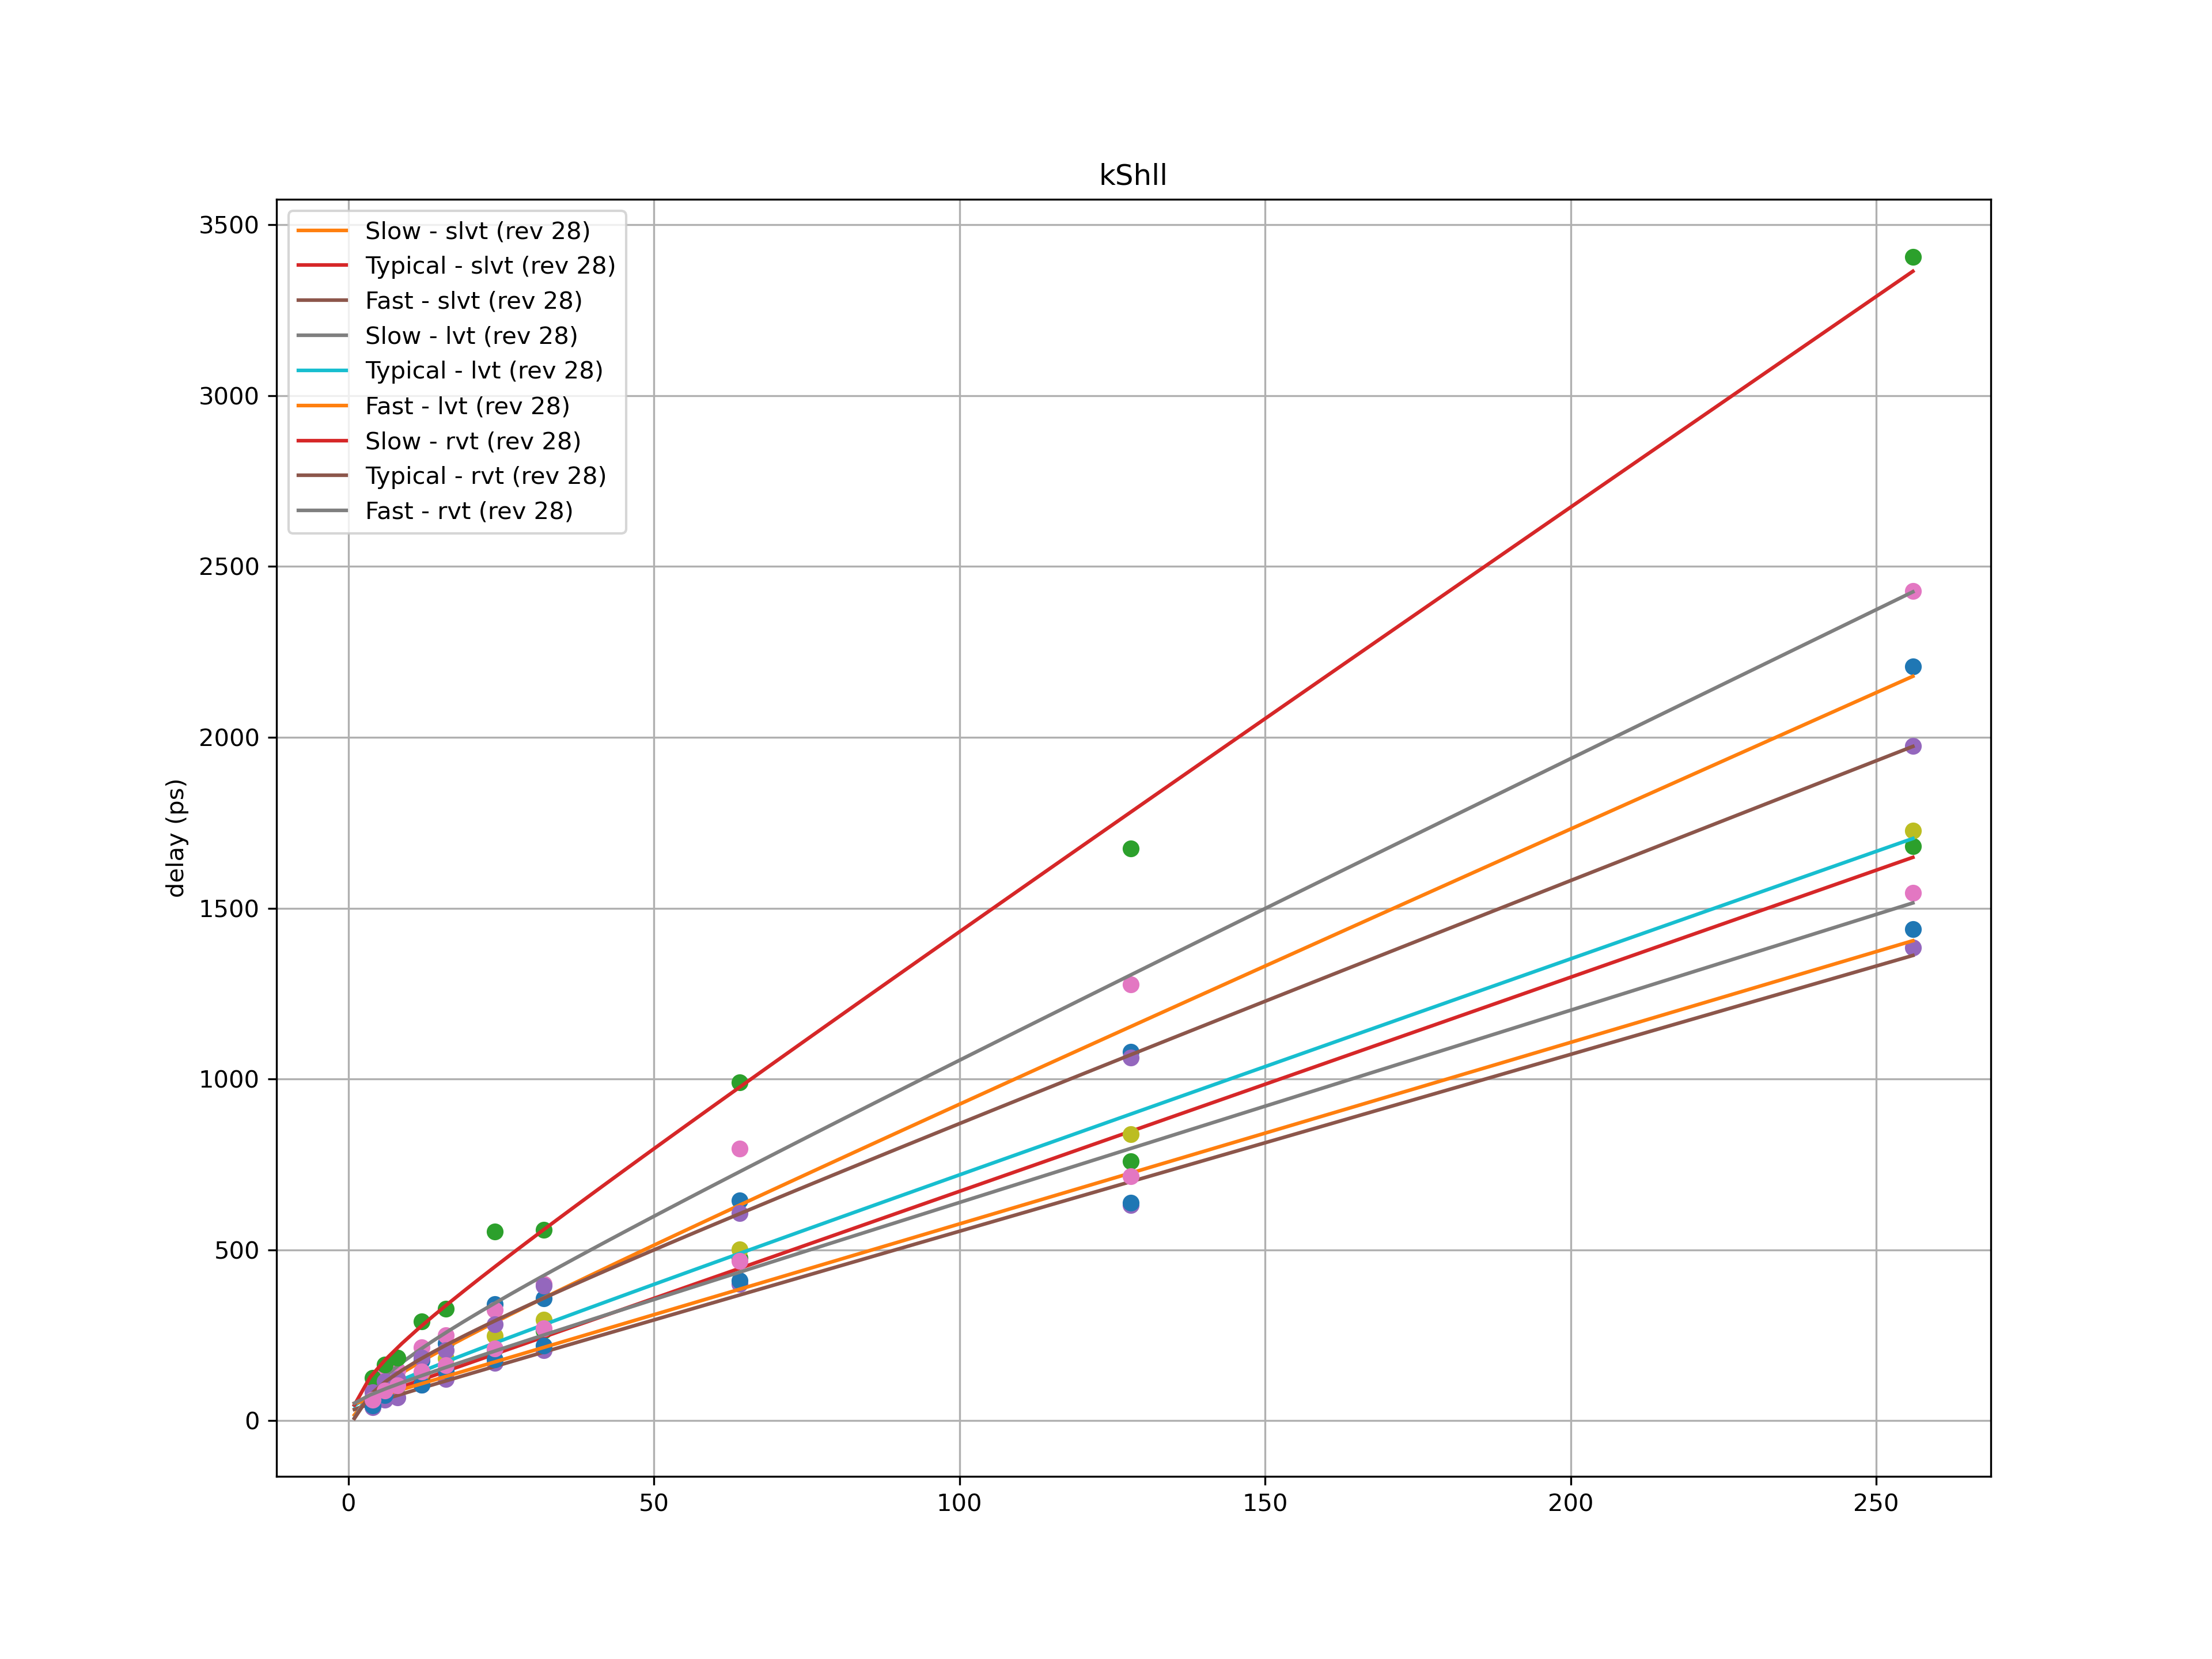 kShll
3500
3000
2500
2000
1500
1000
500
0
delay (ps)
Slow - slvt (rev 28)
Typical - slvt (rev 28)
Fast - slvt (rev 28)
Slow - lvt (rev 28)
Typical - lvt (rev 28)
Fast - lvt (rev 28)
Slow - rvt (rev 28)
Typical - rvt (rev 28)
Fast - rvt (rev 28)
0 50 100 150 200 250